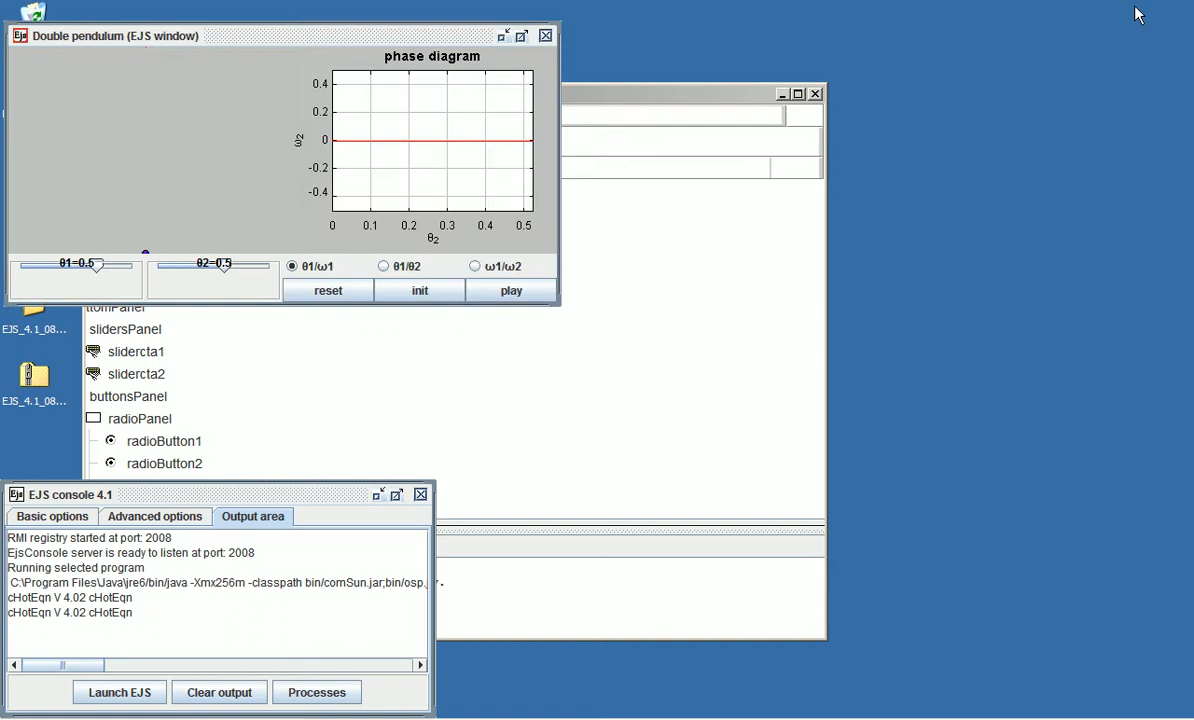 Ejs Double pendulum (EJS window)
phase diagram
0.4
0.2
0
-0.2
-0.4
ω2
0 0.1 0.2 0.3 0.4 0.5
θ2
θ1=0.5 θ2=0.5 θ1/ω1 θ1/θ2 ω1/ω2
reset init play
ttomPanel
EJS_4.1_08...
slidersPanel
slidercta1
slidercta2
EJS_4.1_08...
buttonsPanel
radioPanel
radioButton1
radioButton2
Ejs EJS console 4.1
Basic options Advanced options Output area
RMI registry started at port: 2008
EjsConsole server is ready to listen at port: 2008
Running selected program
C:\Program Files\Java\jre6/bin/java -Xmx256m -classpath bin/comSun.jar;bin/osp.
cHotEqn V 4.02 cHotEqn
cHotEqn V 4.02 cHotEqn
Launch EJS Clear output Processes